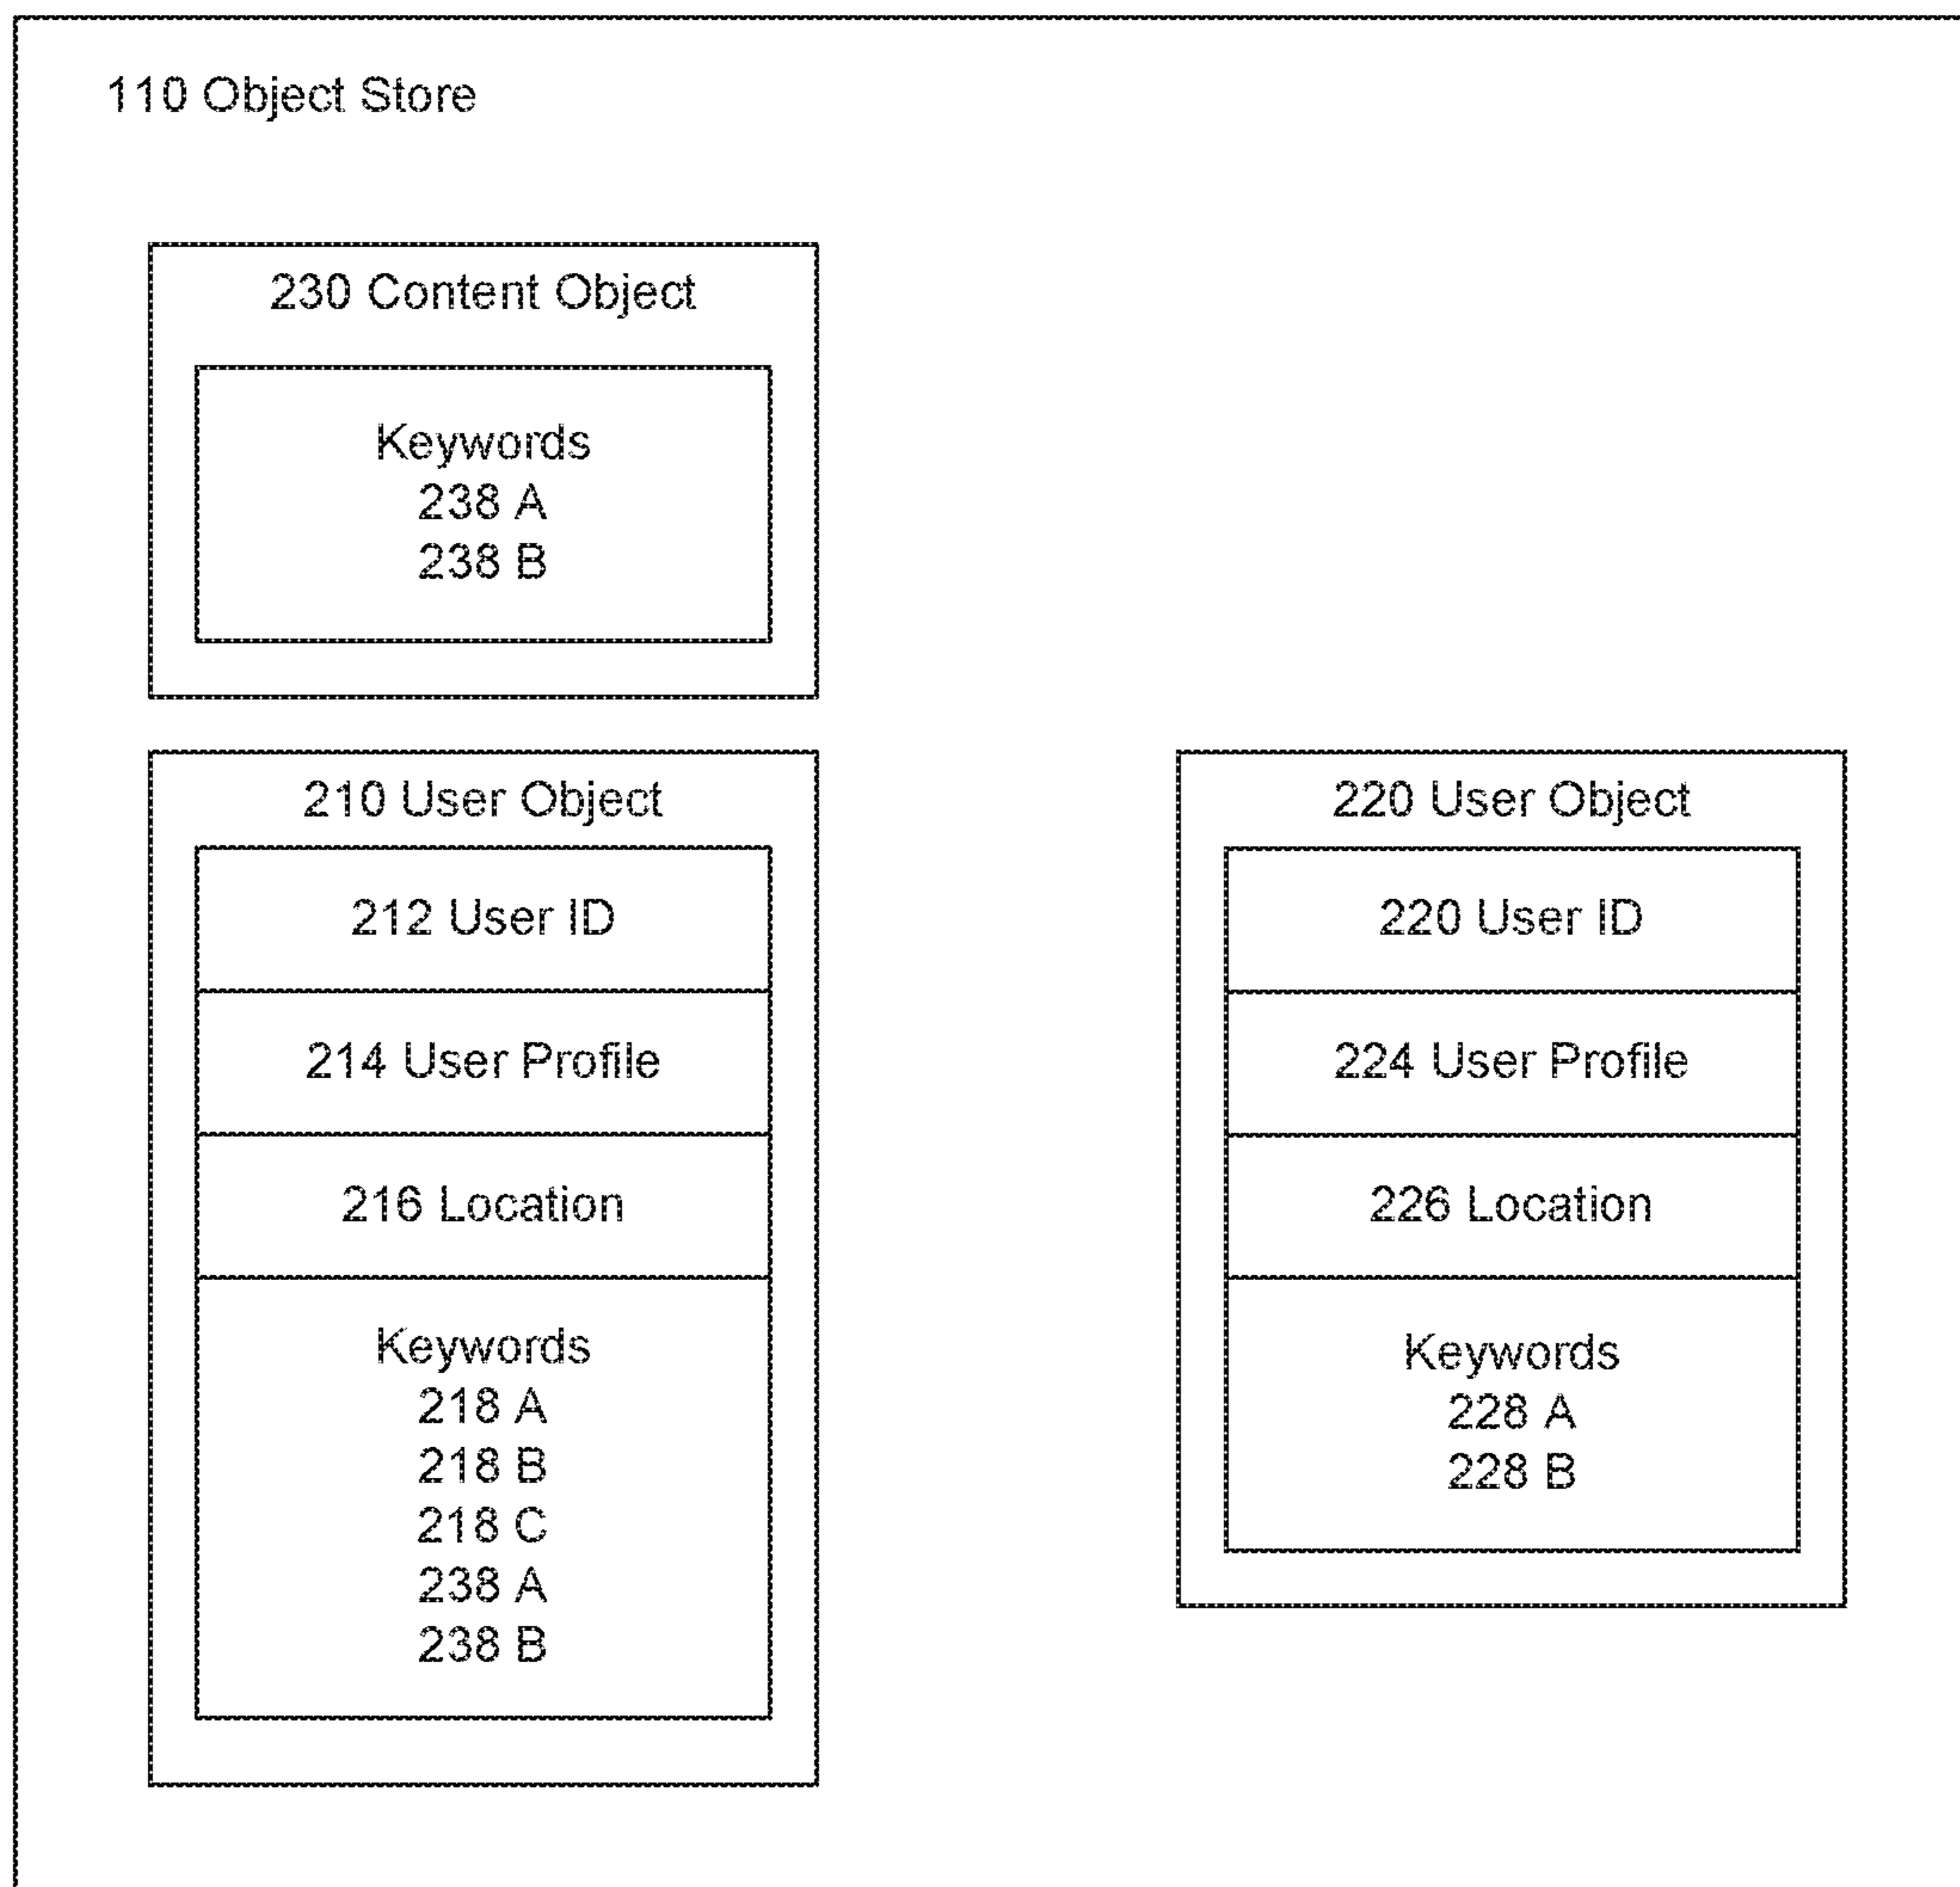 110 Object Store
230 Content Object
Keywords
238 A
238 B
210 User Object
212 User ID
214 User Profile
216 Location
Keywords
218 A
218 B
218 C
238 A
238 B
220 User Object
220 User ID
224 User Profile
226 Location
Keywords
228 A
228 B